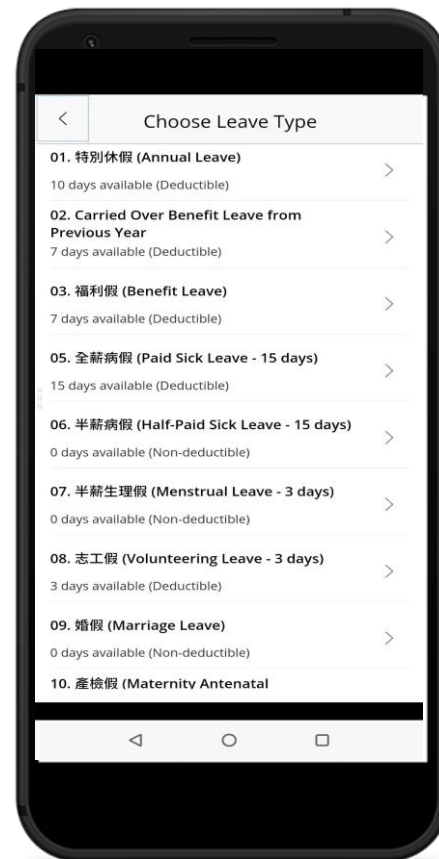 Choose Leave Type
01. 特別休假 (Annual Leave)
10 days available (Deductible)
02. Carried Over Benefit Leave from
Previous Year
7 days available (Deductible)
03. 福利假 (Benefit Leave)
7 days available (Deductible)
05. 全薪病假 (Paid Sick Leave - 15 days)
15 days available (Deductible)
06. 半薪病假 (Half-Paid Sick Leave - 15 days)
0 days available (Non-deductible)
07. 半薪生理假 (Menstrual Leave - 3 days)
0 days available (Non-deductible)
08. 志工假 (Volunteering Leave - 3 days)
3 days available (Deductible)
09. 婚假 (Marriage Leave)
0 days available (Non-deductible)
10. 產檢假 (Maternity Antenatal